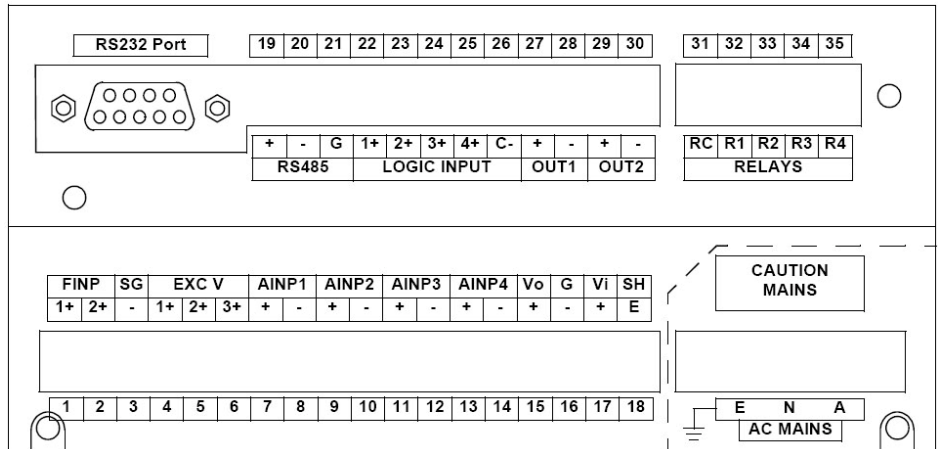 RS232 Port 19 20 21 22 23 24 25 26 27 28 29 30 31 32 33 34 35
+ - G 1+ 2+ 3+ 4+ C- + - + - RC R1 R2 R3 R4
RS485 LOGIC INPUT OUT1 OUT2 RELAYS
CAUTION
MAINS
FINP SG EXC V AINP1 AINP2 AINP3 AINP4 Vo G Vi SH
1+ 2+ - 1+ 2+ 3+ + - + - + - + - + - + E
1 2 3 4 5 6 7 8 9 10 11 12 13 14 15 16 17 18 E N A
AC MAINS